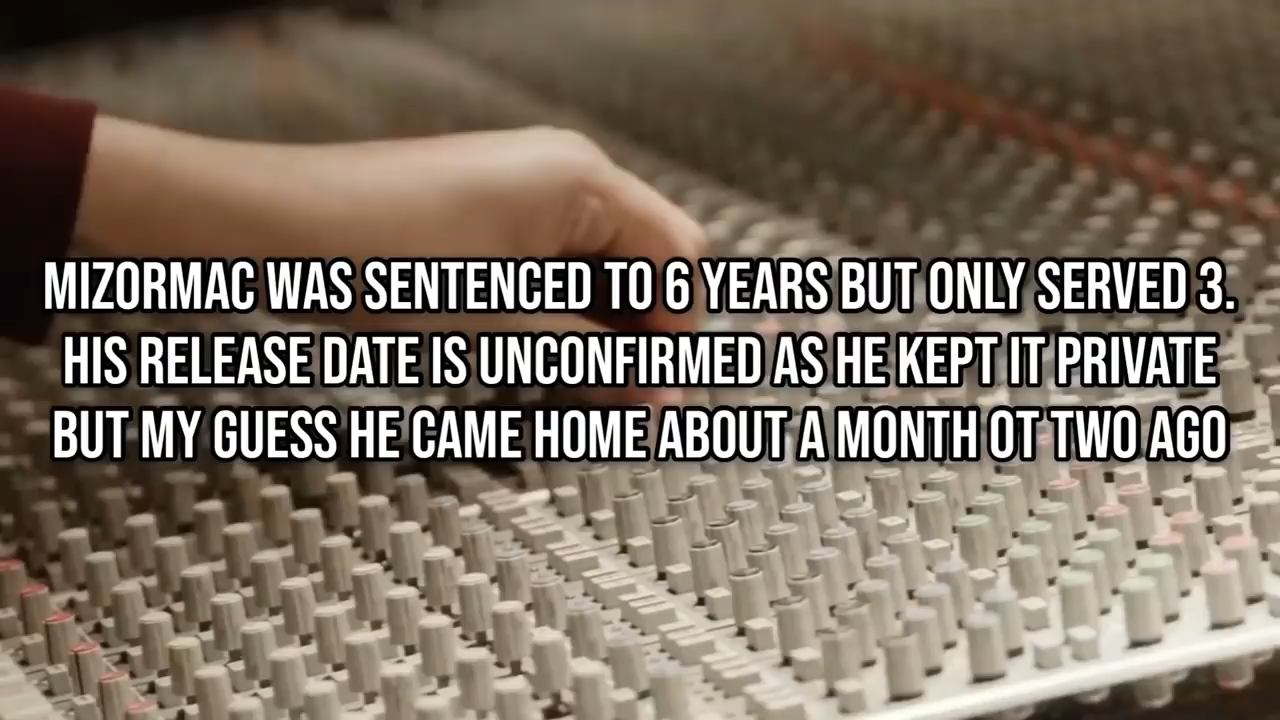 MIZORMAC WAS SENTENCED TO 6 YEARS BUT ONLY SERVED 3.
HIS RELEASE DATE IS UNCONFIRMED AS HE KEPT IT PRIVATE
BUT MY GUESS HE CAME HOME ABOUT A MONTH OT TWO AGO